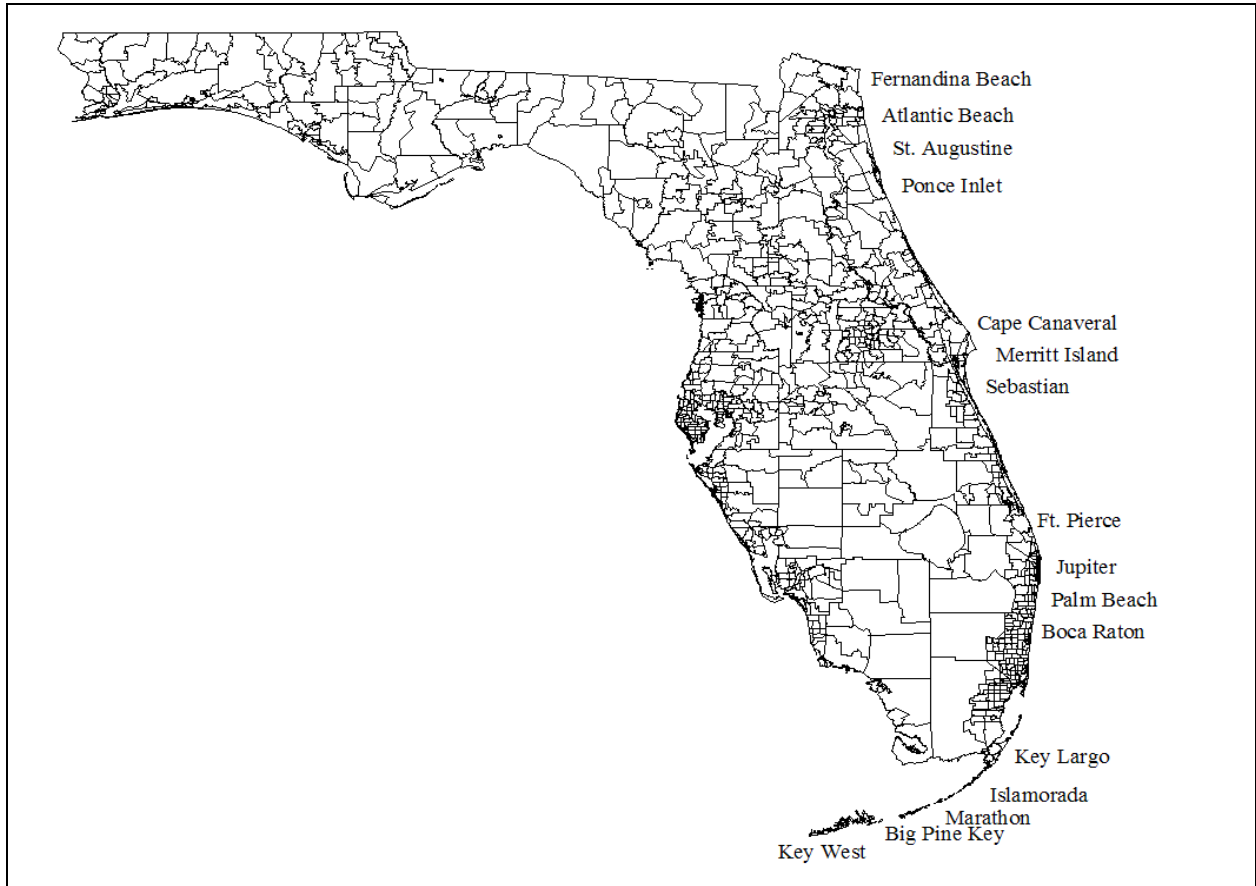 Fernandina Beach
Atlantic Beach
St. Augustine
Ponce Inlet
Cape Canaveral
Merritt Island
Sebastian
Ft. Pierce
Jupiter
Palm Beach
Boca Raton
Key Largo
Islamorada
Marathon
Big Pine Key
Key West